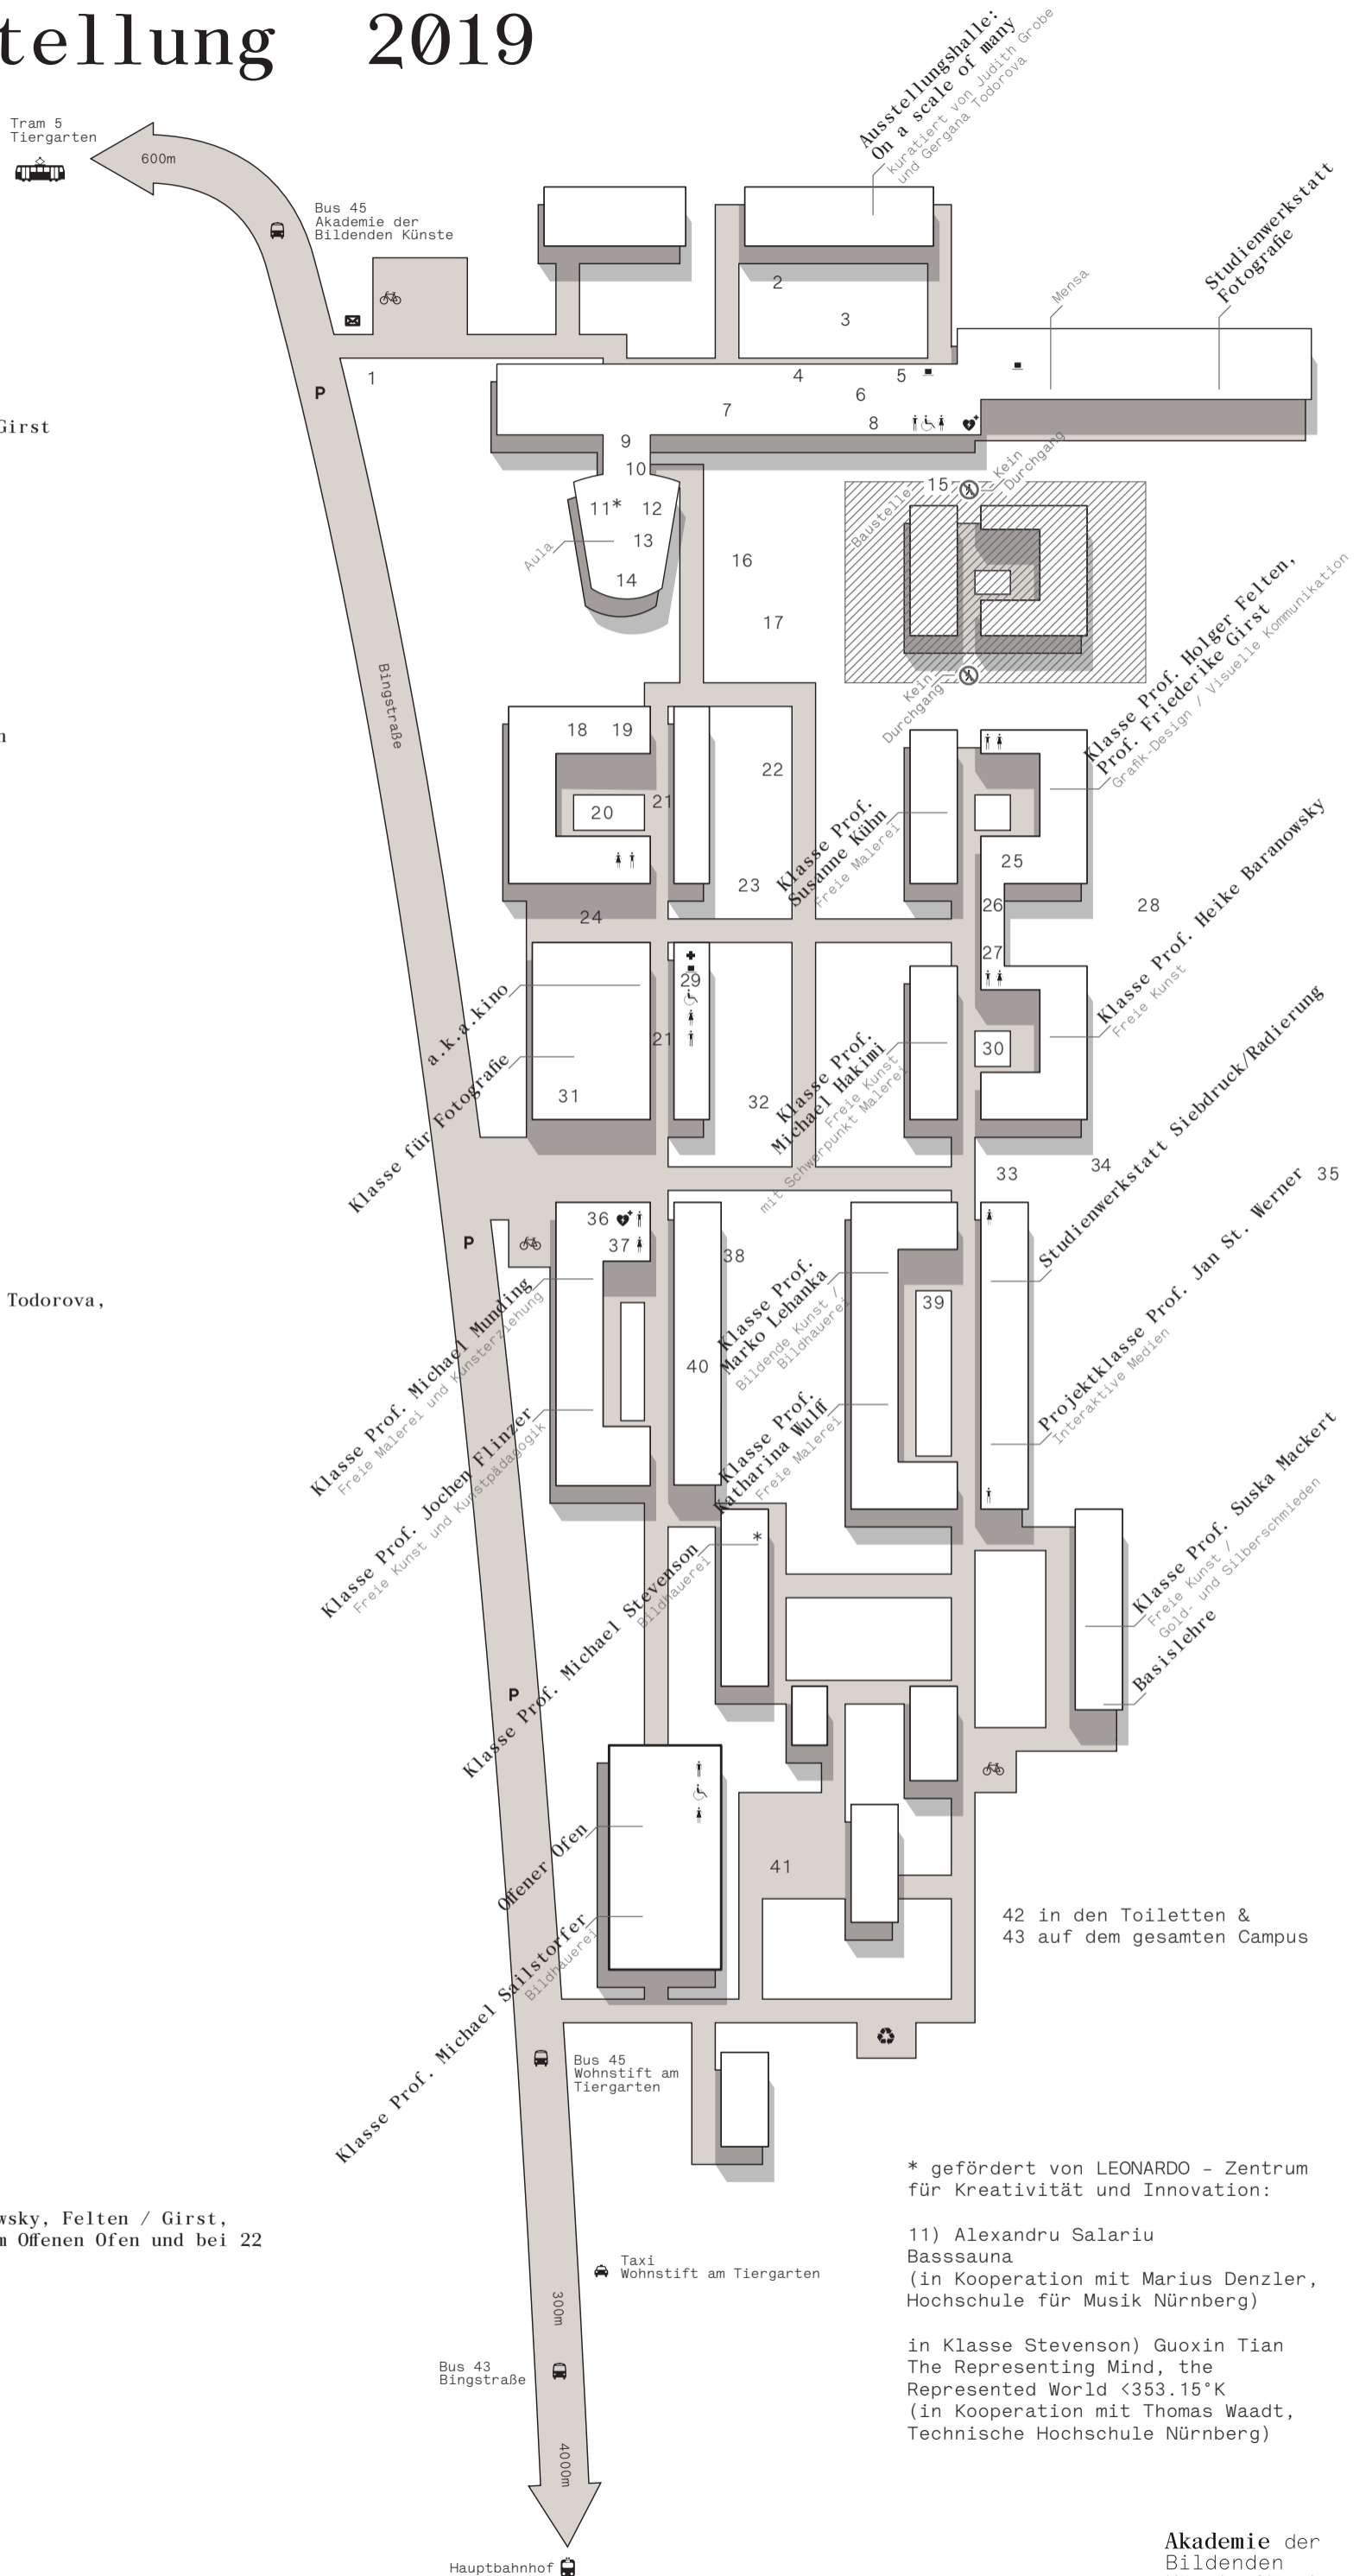 tellung 2019
Tram 5
Tiergarten
600m
Bus 45
Akademie der
Bildenden Künste
Ausstellungshalle:
On a scale of many
kuratiert von Judith Grobe
und Gergana Todorova
Studienwerkstatt
Fotografie
Mensa
2
3
1
P
4
5
6
7
8
Girst
9
10
Kein
Durchgang
15
Baustelle
11*
12
13
Aula
14
16
17
Kein
Durchgang
Klasse Prof. Holger Felten,
Prof. Friederike Girst
Grafik-Design / Visuelle Kommunikation
Bingstraße
n
18
19
20
21
22
23
24
Klasse Prof.
Susanne Kühn
Freie Malerei
25
26
27
28
Klasse Prof. Heike Baranowsky
Freie Kunst
a.k.a.kino
Klasse für Fotografie
29
21
30
31
32
Klasse Prof.
Michael Hakimi
Freie Kunst
mit Schwerpunkt Malerei
Studienwerkstatt Siebdruck/Radierung
33
34
35
P
36
37
38
39
40
Todorova,
Klasse Prof. Michael Munding
Freie Malerei und Kunsterziehung
Klasse Prof. Jochen Flinzer
Freie Kunst und Kunstpädagogik
Klasse Prof.
Marko Lehanka
Bildende Kunst /
Bildhauerei
Klasse Prof.
Katharina Wulff
Freie Malerei
Projektklasse Prof. Jan St. Werner
Interaktive Medien
*
Klasse Prof. Michael Stevenson
Bildhauerei
Klasse Prof. Suska Mackert
Freie Kunst /
Gold- und Silberschmieden
Basislehre
P
Offener Ofen
Klasse Prof. Michael Sailstorfer
Bildhauerei
41
42 in den Toiletten &
43 auf dem gesamten Campus
Bus 45
Wohnstift am
Tiergarten
* gefördert von LEONARDO – Zentrum
für Kreativität und Innovation:
11) Alexandru Salariu
Basssauna
(in Kooperation mit Marius Denzler,
Hochschule für Musik Nürnberg)
in Klasse Stevenson) Guoxin Tian
The Representing Mind, the
Represented World <353.15°K
(in Kooperation mit Thomas Waadt,
Technische Hochschule Nürnberg)
wsky, Felten / Girst,
m Offenen Ofen und bei 22
Taxi
Wohnstift am Tiergarten
300m
Bus 43
Bingstraße
4000m
Hauptbahnhof
Akademie der
Bildenden